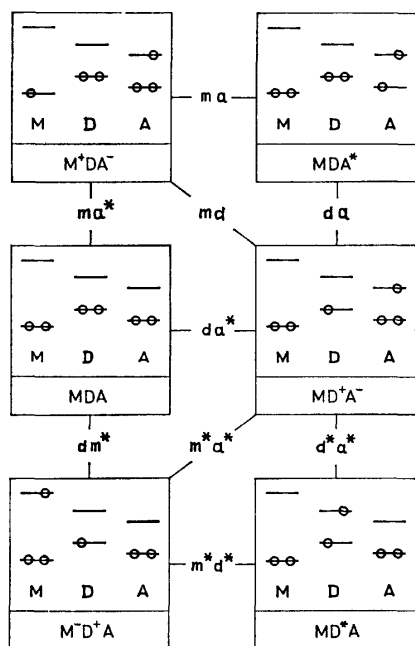 M D A
M⁺DA⁻
ma
M D A
MDA*
ma*
md
da
M D A
MDA
da*
M D A
MD⁺A⁻
dm*
m*a*
d*a*
M D A
M⁻D⁺A
m*d*
M D A
MD*A